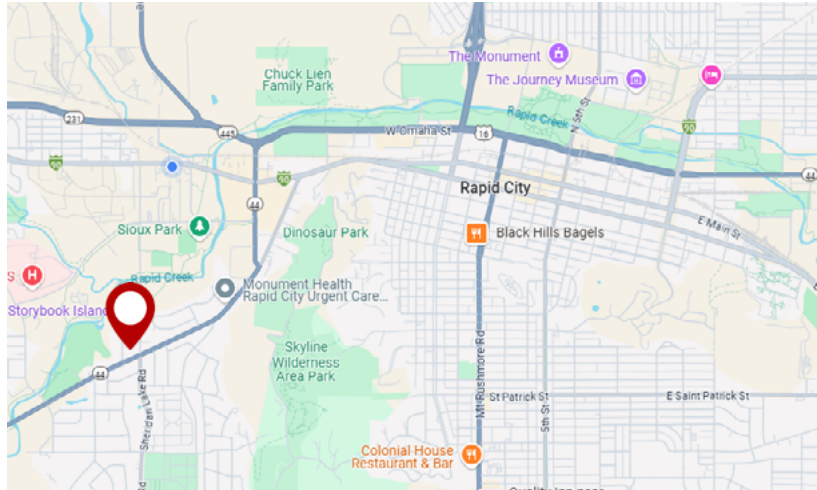 The Monument
Chuck Lien
Family Park
The Journey Museum
231
445
W Omaha St
16
Rapid Creek
N 5th St
90
90
90
44
44
Rapid City
Sioux Park
Dinosaur Park
Black Hills Bagels
E Main St
S
H
Rapid Creek
Monument Health
Rapid City Urgent Care...
Storybook Islan
Skyline
Wilderness
Area Park
Mt Rushmore Rd
44
Sheridan Lake Rd
St Patrick St
E Saint Patrick St
5th St
Colonial House
Restaurant & Bar
Rd